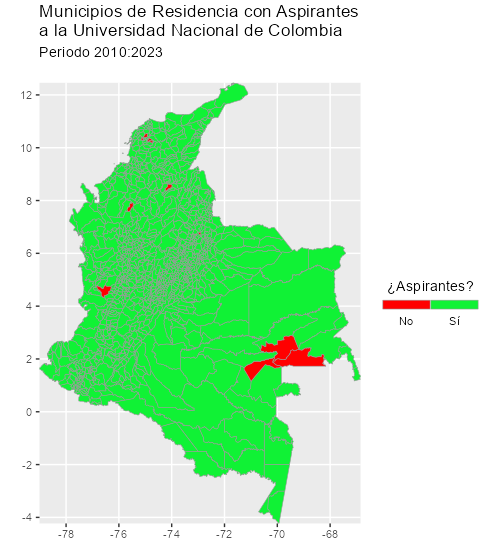 Municipios de Residencia con Aspirantes
a la Universidad Nacional de Colombia
Periodo 2010:2023
12
10
8
6
4
2
0
-2
-4
-78
-76
-74
-72
-70
-68
¿Aspirantes?
No
Sí